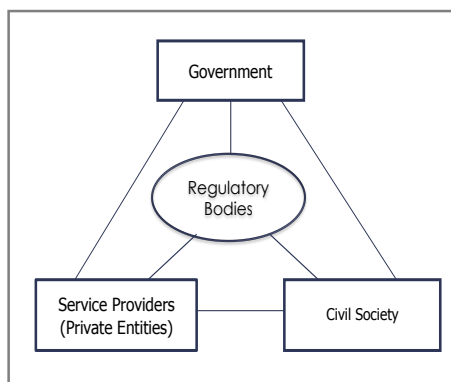 Government
Regulatory
Bodies
Service Providers
(Private Entities)
Civil Society